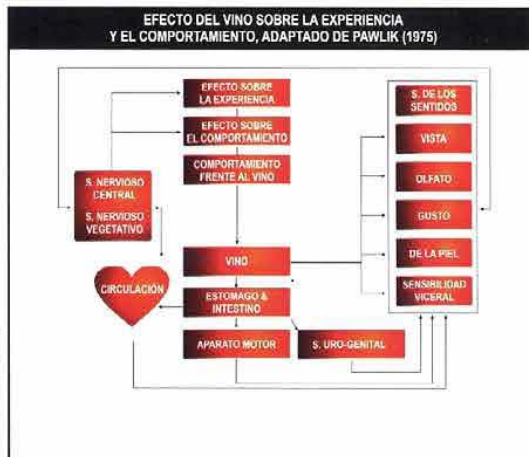 EFECTO DEL VINO SOBRE LA EXPERIENCIA
Y EL COMPORTAMIENTO, ADAPTADO DE PAWLIK (1975)
EFECTO SOBRE
LA EXPERIENCIA
EFECTO SOBRE
EL COMPORTAMIENTO
COMPORTAMIENTO
FRENTE AL VINO
S. NERVIOSO
CENTRAL
S. NERVIOSO
VEGETATIVO
CIRCULACIÓN
VINO
ESTOMAGO &
INTESTINO
APARATO MOTOR
S. URO-GENITAL
S. DE LOS
SENTIDOS
VISTA
OLFATO
GUSTO
DE LA PIEL
SENSIBILIDAD
VICERAL